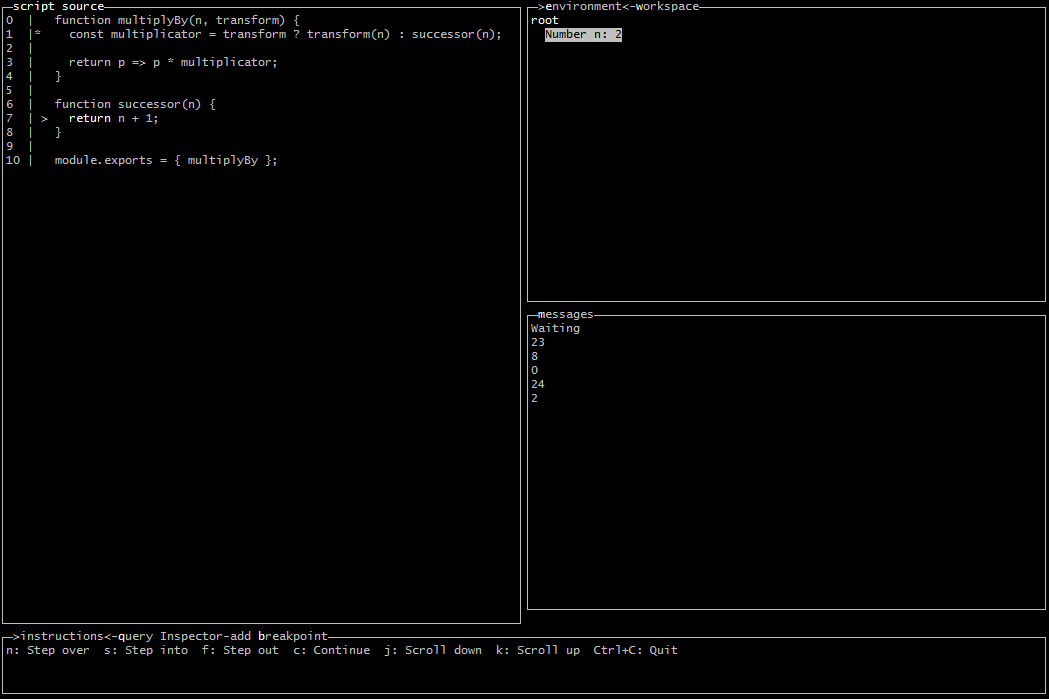 script source
0 | function multiplyBy(n, transform) {
1 |* const multiplicator = transform ? transform(n) : successor(n);
2 |
3 | return p => p * multiplicator;
4 | }
5 |
6 | function successor(n) {
7 | > return n + 1;
8 | }
9 |
10 | module.exports = { multiplyBy };
>environment<-workspace
root
Number n: 2
messages
Waiting
23
8
0
24
2
>instructions<-query Inspector-add breakpoint
n: Step over s: Step into f: Step out c: Continue j: Scroll down k: Scroll up Ctrl+C: Quit